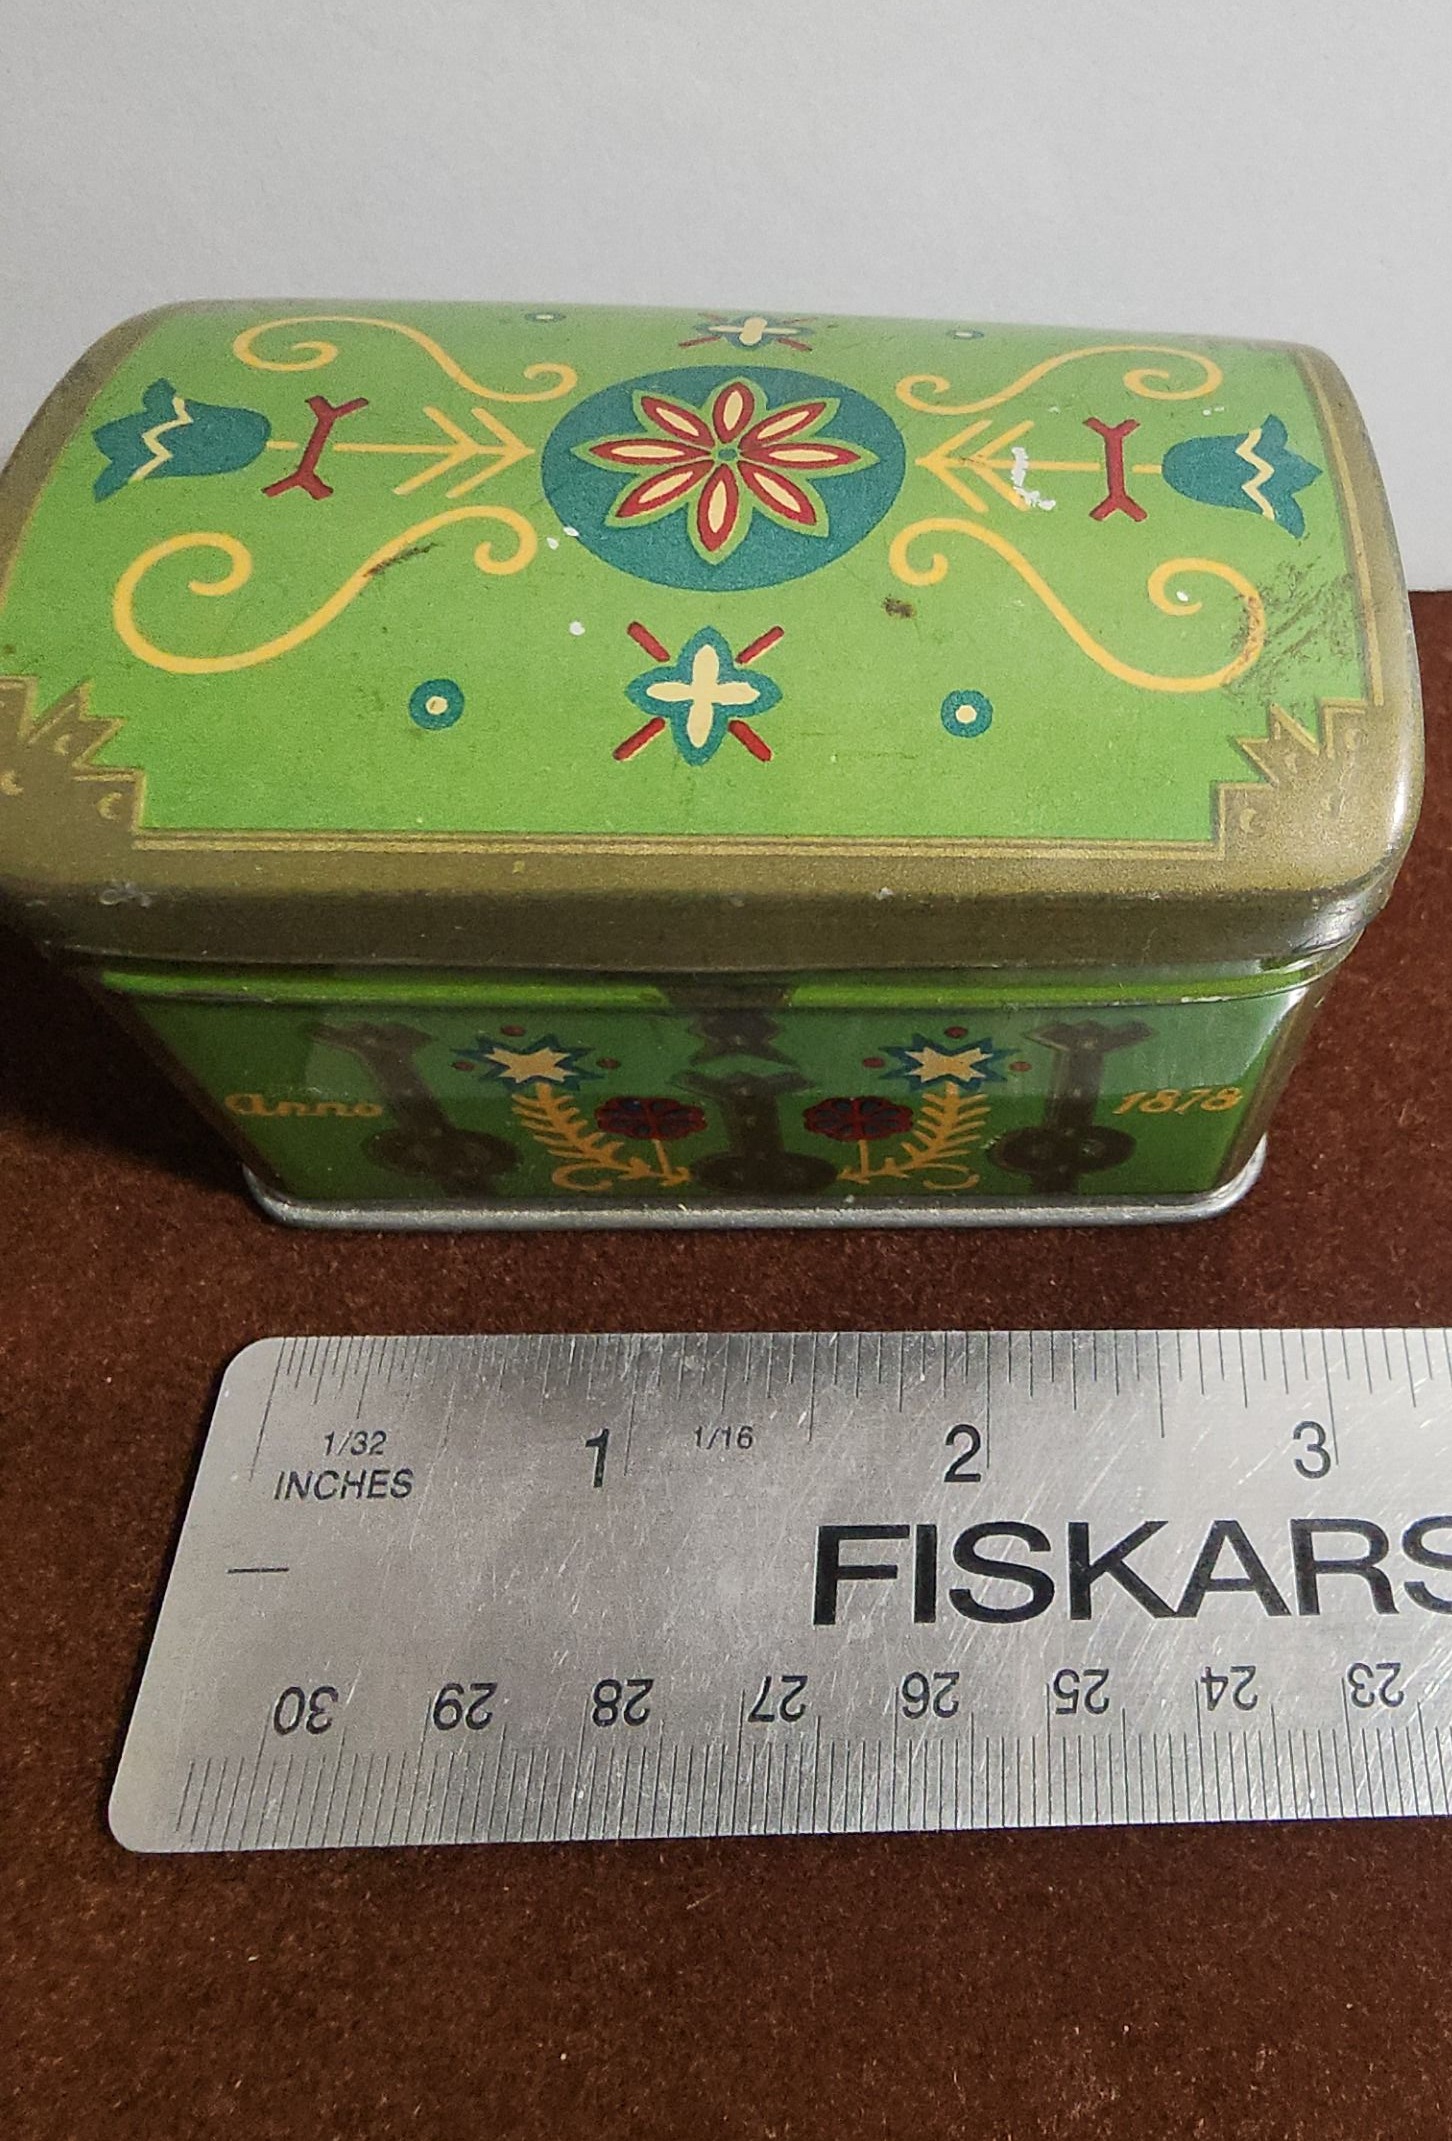 Anno 1878
1/32 1 1/16 2 3
INCHES
FISKARS
30 29 28 27 26 25 24 23